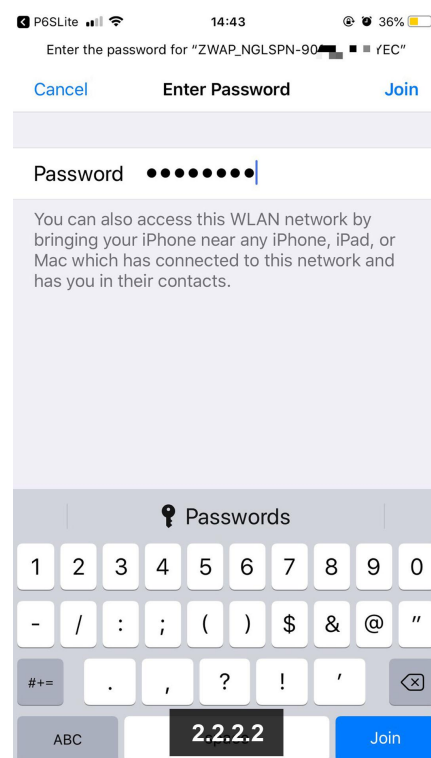 P6SLite 14:43 36%
Enter the password for “ZWAP_NGLSPN-90 YEC”
Cancel Enter Password Join
Password ••••••••
You can also access this WLAN network by
bringing your iPhone near any iPhone, iPad, or
Mac which has connected to this network and
has you in their contacts.
Passwords
1 2 3 4 5 6 7 8 9 0
- / : ; ( ) $ & @ "
#+= . , ? ! '
ABC 2.2.2.2 Join